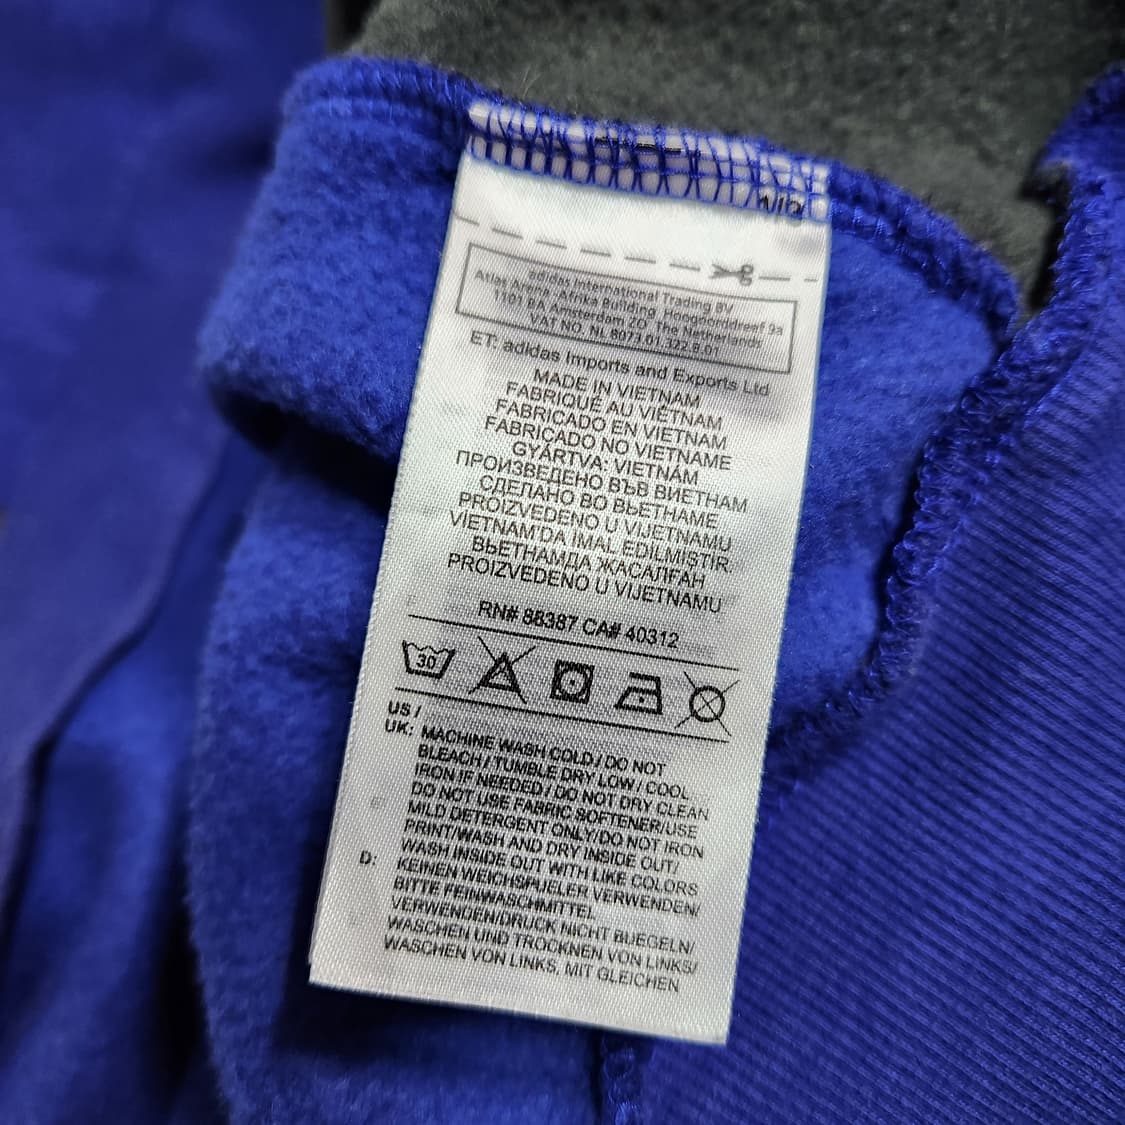 adidas International Trading BV
Atlas Arena, Afrika Building, Hoogoorddreef 9a
1101 BA, Amsterdam ZO, The Netherlands
VAT NO. NL 8073.01.322.B.01
ET: adidas Imports and Exports Ltd
MADE IN VIETNAM
FABRIQUÉ AU VIÊTNAM
FABRICADO EN VIETNAM
FABRICADO NO VIETNAME
GYÁRTVA: VIETNÁM
ПРОИЗВЕДЕНО ВЪВ ВИЕТНАМ
СДЕЛАНО ВО ВЬЕТНАМЕ
PROIZVEDENO U VIJETNAMU
VIETNAM'DA IMAL EDILMISTIR.
ВЬЕТНАМДА ЖАСАЛҒАН
PROIZVEDENO U VIJETNAMU
RN# 88387 CA# 40312
30
US /
UK: MACHINE WASH COLD / DO NOT
BLEACH / TUMBLE DRY LOW / COOL
IRON IF NEEDED / DO NOT DRY CLEAN
DO NOT USE FABRIC SOFTENER/USE
MILD DETERGENT ONLY/DO NOT IRON
PRINT/WASH AND DRY INSIDE OUT/
WASH INSIDE OUT WITH LIKE COLORS
D: KEINEN WEICHSPUELER VERWENDEN/
BITTE FEINWASCHMITTEL
VERWENDEN/DRUCK NICHT BUEGELN/
WASCHEN UND TROCKNEN VON LINKS/
WASCHEN VON LINKS, MIT GLEICHEN